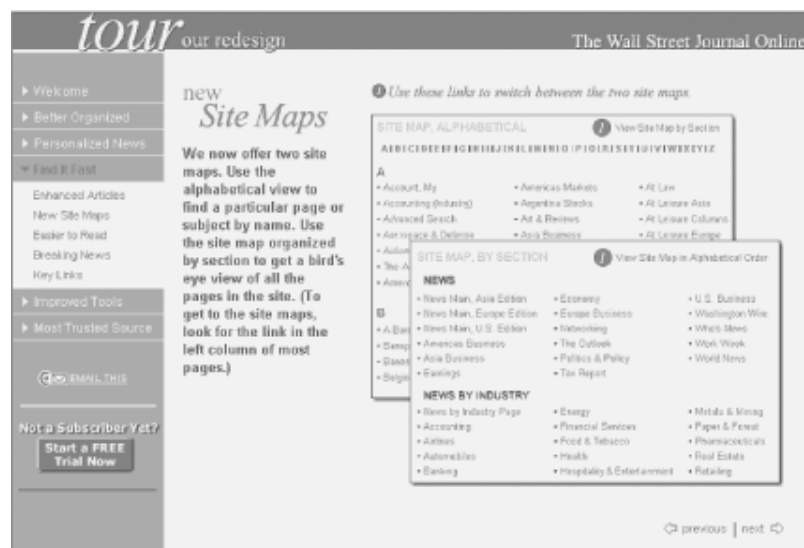 tour our redesign
The Wall Street Journal Online
Welcome
Better Organized
Personalized News
Find It Fast
Enhanced Articles
New Site Maps
Easier to Read
Breaking News
Key Links
Improved Tools
Most Trusted Source
EMAIL THIS
Not a Subscriber Yet?
Start a FREE
Trial Now
new
Site Maps
We now offer two site
maps. Use the
alphabetical view to
find a particular page or
subject by name. Use
the site map organized
by section to get a bird's
eye view of all the
pages in the site. (To
get to the site maps,
look for the link in the
left column of most
pages.)
Use these links to switch between the two site maps.
SITE MAP, ALPHABETICAL
View Site Map by Section
A | B | C | D | E | F | G | H | I | J | K | L | M | N | O | P | Q | R | S | T | U | V | W | X | Y | Z
A
• Account, My • Americas Markets • At Law
• Accounting (Industry) • Argentina Stocks • At Leisure Asia
• Advanced Search • Art & Reviews • At Leisure Columns
• Aerospace & Defense • Asia Business • At Leisure Europe
B
SITE MAP, BY SECTION
View Site Map in Alphabetical Order
NEWS
• News Main, Asia Edition • Economy • U.S. Business
• News Main, Europe Edition • Europe Business • Washington Wire
• News Main, U.S. Edition • Networking • Who's News
• Americas Business • The Outlook • Work Week
• Asia Business • Politics & Policy • World News
• Earnings • Tax Report
NEWS BY INDUSTRY
• News by Industry Page • Energy • Metals & Mining
• Accounting • Financial Services • Paper & Forest
• Airlines • Food & Tobacco • Pharmaceuticals
• Automobiles • Health • Real Estate
• Banking • Hospitality & Entertainment • Retailing
previous | next